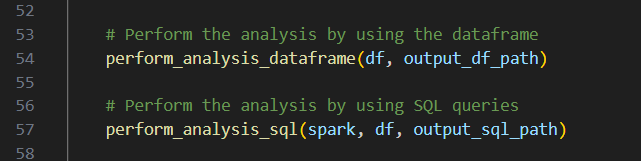 52
53 # Perform the analysis by using the dataframe
54 perform_analysis_dataframe(df, output_df_path)
55
56 # Perform the analysis by using SQL queries
57 perform_analysis_sql(spark, df, output_sql_path)
58